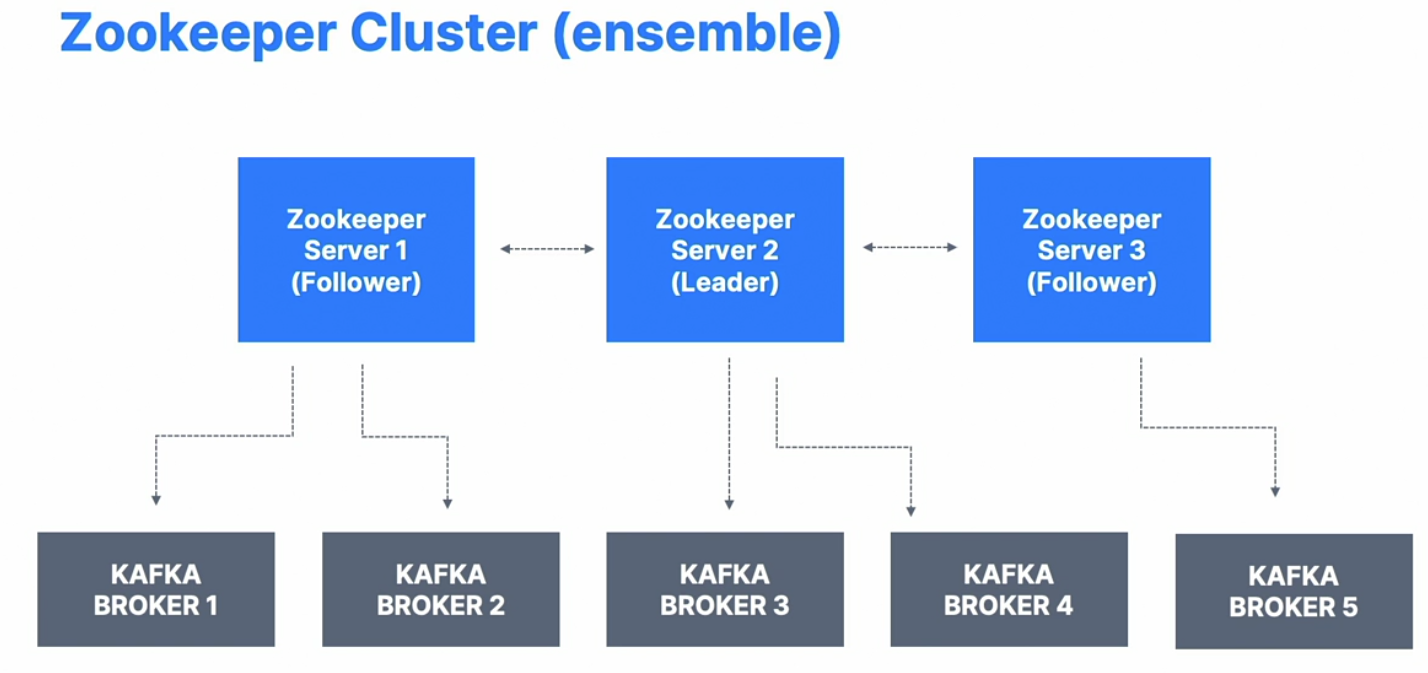 Zookeeper Cluster (ensemble)
Zookeeper
Server 1
(Follower)
Zookeeper
Server 2
(Leader)
Zookeeper
Server 3
(Follower)
KAFKA
BROKER 1
KAFKA
BROKER 2
KAFKA
BROKER 3
KAFKA
BROKER 4
KAFKA
BROKER 5